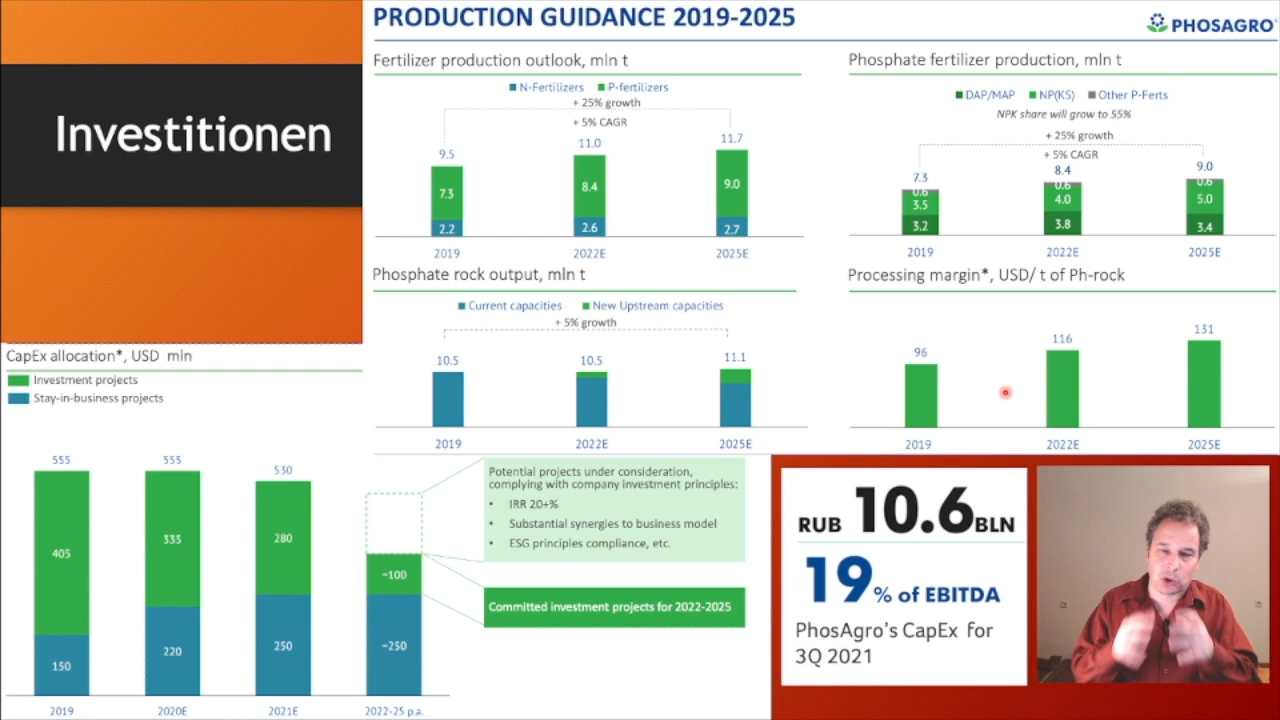 Investitionen
PRODUCTION GUIDANCE 2019-2025
PHOSAGRO
Fertilizer production outlook, mln t
N-Fertilizers P-fertilizers
+ 25% growth
+ 5% CAGR
9.5 11.0 11.7
7.3 8.4 9.0
2.2 2.6 2.7
2019 2022E 2025E
Phosphate fertilizer production, mln t
DAP/MAP NP(KS) Other P-Ferts
NPK share will grow to 55%
+ 25% growth
+ 5% CAGR
7.3 8.4 9.0
0.6 0.6 0.6
3.5 4.0 5.0
3.2 3.8 3.4
2019 2022E 2025E
Phosphate rock output, mln t
Current capacities New Upstream capacities
+ 5% growth
10.5 10.5 11.1
2019 2022E 2025E
Processing margin*, USD/ t of Ph-rock
96 116 131
2019 2022E 2025E
CapEx allocation*, USD mln
Investment projects
Stay-in-business projects
555 555 530
405 335 280 ~100
150 220 250 ~250
2019 2020E 2021E 2022-25 p.a.
Potential projects under consideration,
complying with company investment principles:
• IRR 20+%
• Substantial synergies to business model
• ESG principles compliance, etc.
Committed investment projects for 2022-2025
RUB 10.6 BLN
19% of EBITDA
PhosAgro's CapEx for
3Q 2021